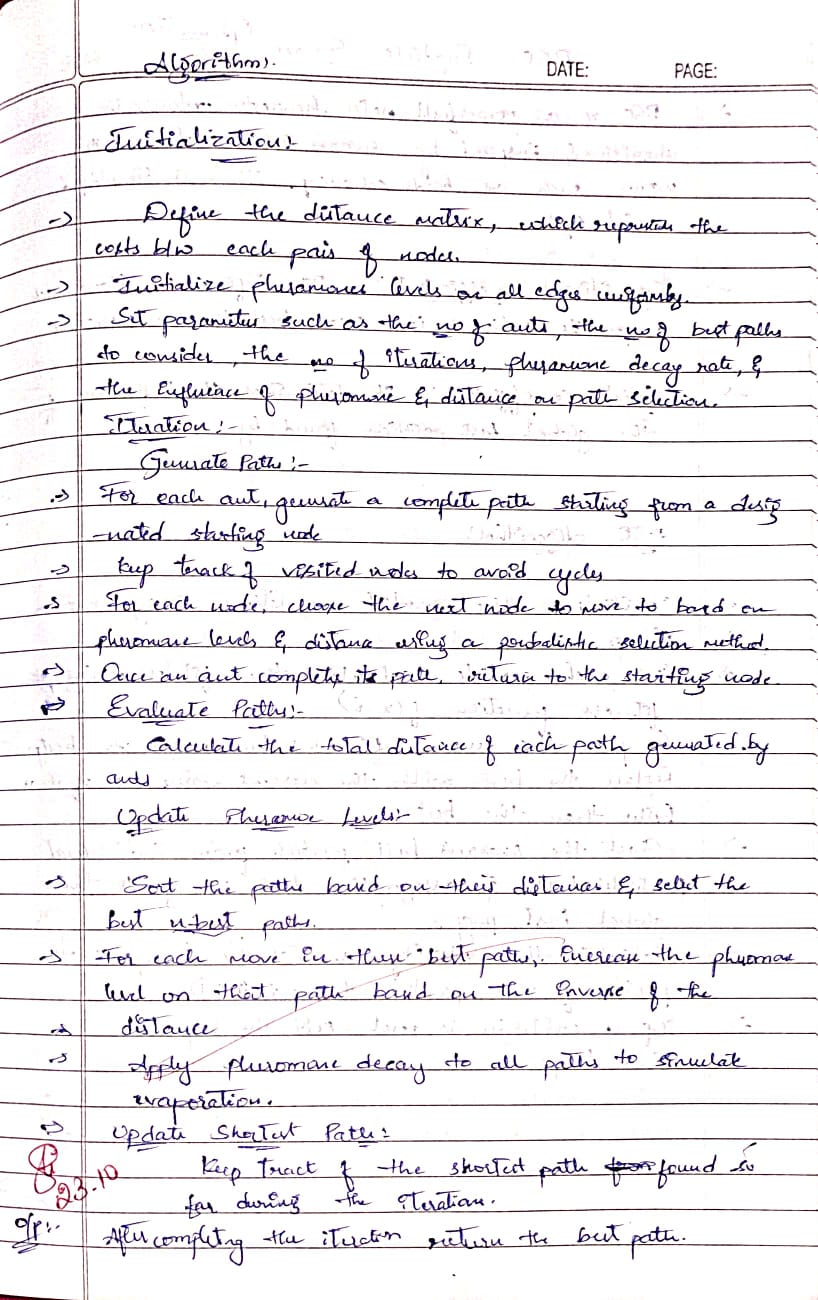 Algorithm:
DATE:
PAGE:
Initialization:-
-> Define the distance matrix, which represents the
costs b/w each pair of nodes.
-> Initialize pheramones levels on all edges uniformly.
-> Set parameters such as the no of ants, the no of best paths
to consider, the no of iterations, pheramone decay rate, &
the Influence of pheromone & distance on path selection.
Iteration:-
Generate Paths:-
-> For each ant, generate a complete path starting from a desig
-nated starting node
-> Keep track of visited nodes to avoid cycles
-> For each node, choose the next node to move to based on
pheromone levels & distance using a porbalistic selection method.
-> Once an ant complete its path, return to the starting node
-> Evaluate Paths:-
Calculate the total distance of each path generated by
ants
Update Pheramoe Levels:-
-> Sort the paths based on their distances & select the
best n-best paths.
-> For each move in these best paths, Increase the pheromone
level on that path based on the Inverse of the
-> distance
-> Apply pheromone decay to all paths to simulate
evaporation.
-> Update Shortest Path:
Keep Tract of the shortest path found so
23.10
far during the iteration.
O/P:-
After completing the iteration return the best path.